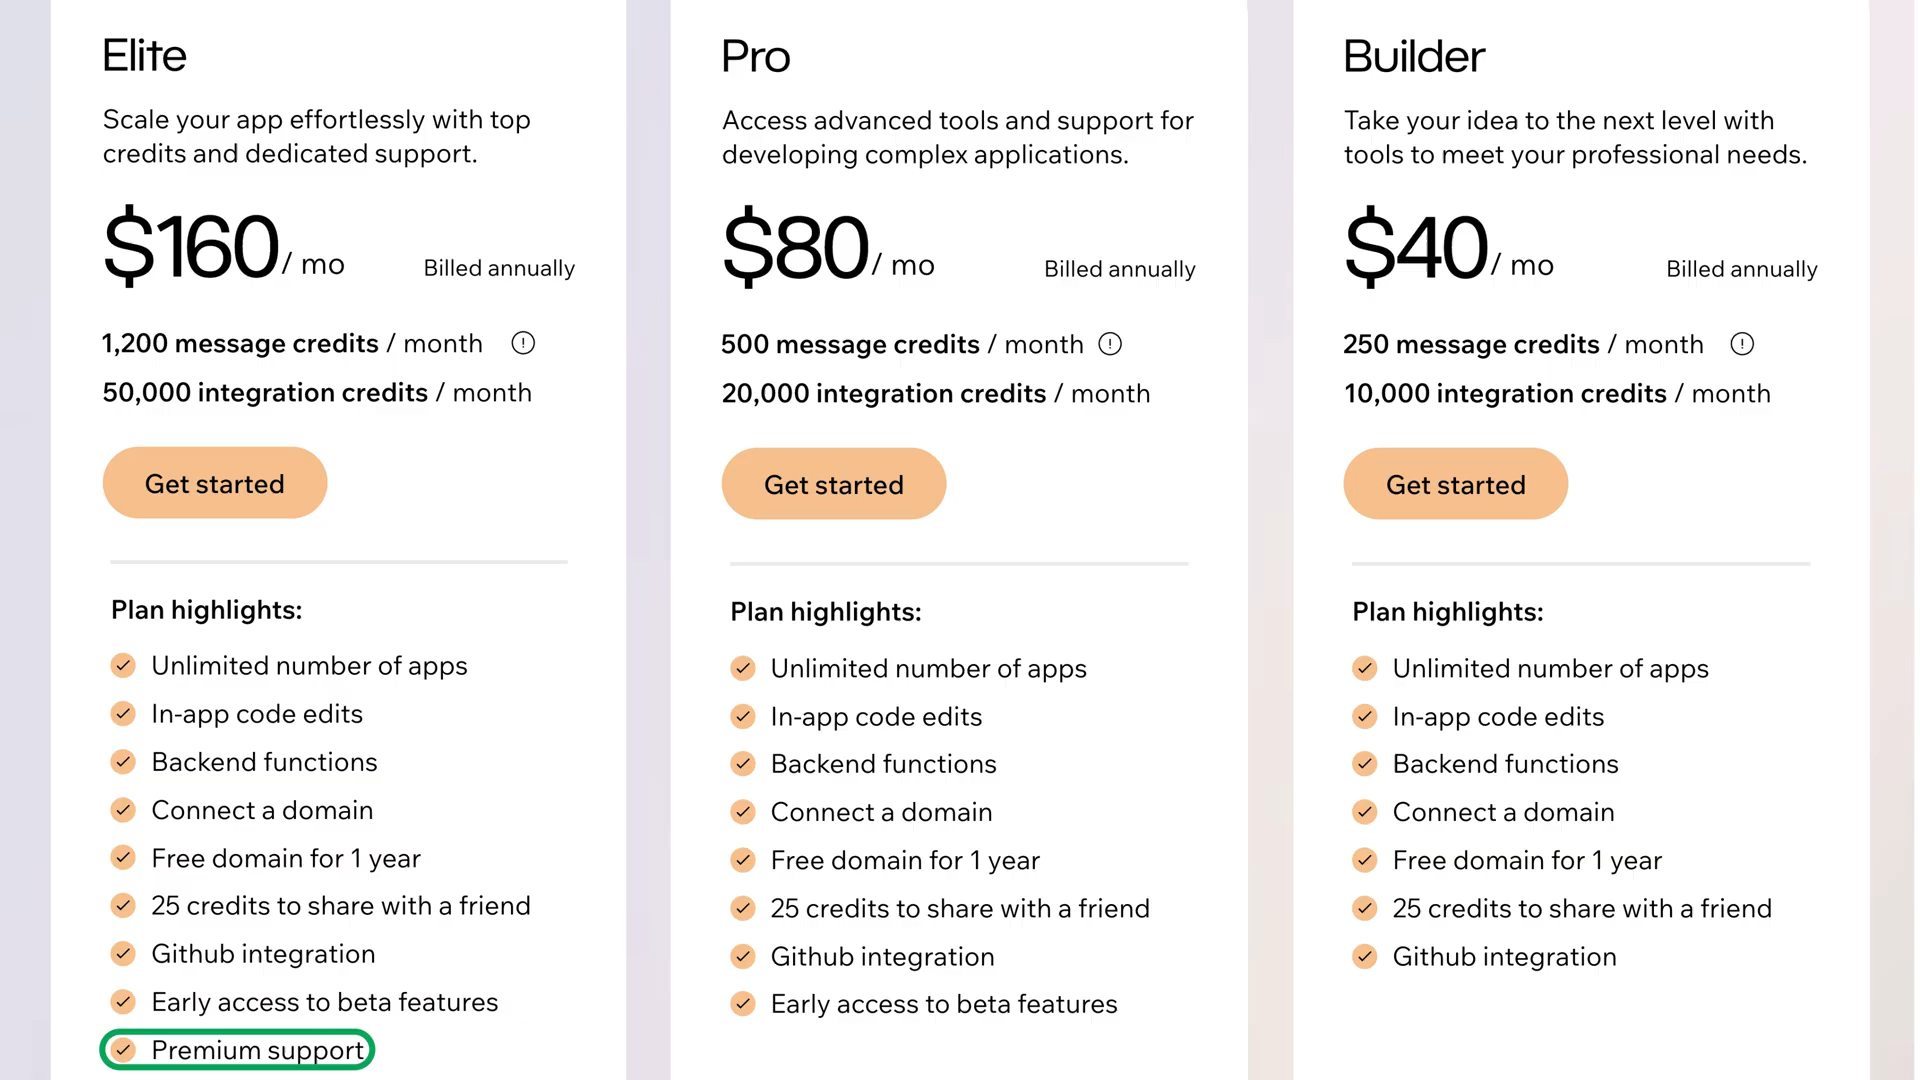 Elite
Scale your app effortlessly with top
credits and dedicated support.
$160 / mo Billed annually
1,200 message credits / month
50,000 integration credits / month
Get started
Plan highlights:
Unlimited number of apps
In-app code edits
Backend functions
Connect a domain
Free domain for 1 year
25 credits to share with a friend
Github integration
Early access to beta features
Premium support
Pro
Access advanced tools and support for
developing complex applications.
$80 / mo Billed annually
500 message credits / month
20,000 integration credits / month
Get started
Plan highlights:
Unlimited number of apps
In-app code edits
Backend functions
Connect a domain
Free domain for 1 year
25 credits to share with a friend
Github integration
Early access to beta features
Builder
Take your idea to the next level with
tools to meet your professional needs.
$40 / mo Billed annually
250 message credits / month
10,000 integration credits / month
Get started
Plan highlights:
Unlimited number of apps
In-app code edits
Backend functions
Connect a domain
Free domain for 1 year
25 credits to share with a friend
Github integration